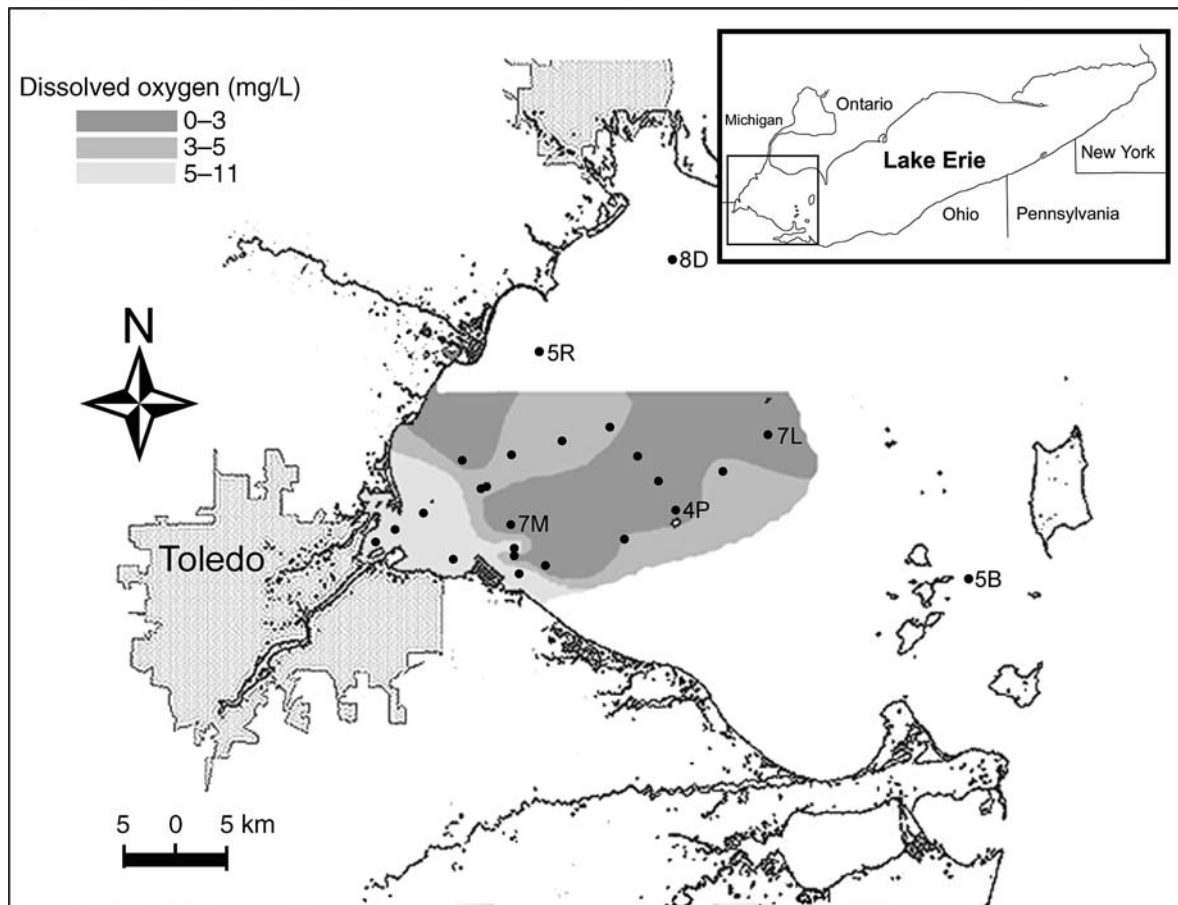 Dissolved oxygen (mg/L)
0–3
3–5
5–11
Michigan
Ontario
Lake Erie
New York
Ohio
Pennsylvania
8D
N
5R
7L
4P
7M
Toledo
5B
5 0 5 km